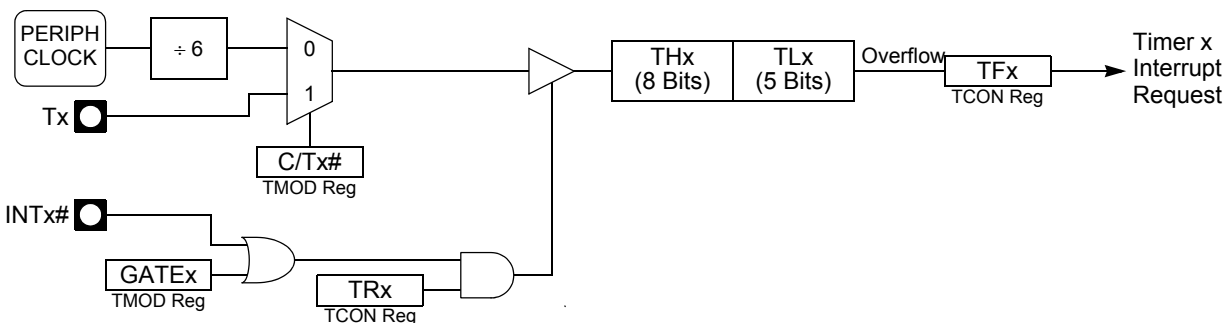 PERIPH
CLOCK
÷ 6
0
1
Tx
C/Tx#
TMOD Reg
THx
(8 Bits)
TLx
(5 Bits)
Overflow
TFx
TCON Reg
Timer x
Interrupt
Request
INTx#
GATEx
TMOD Reg
TRx
TCON Reg